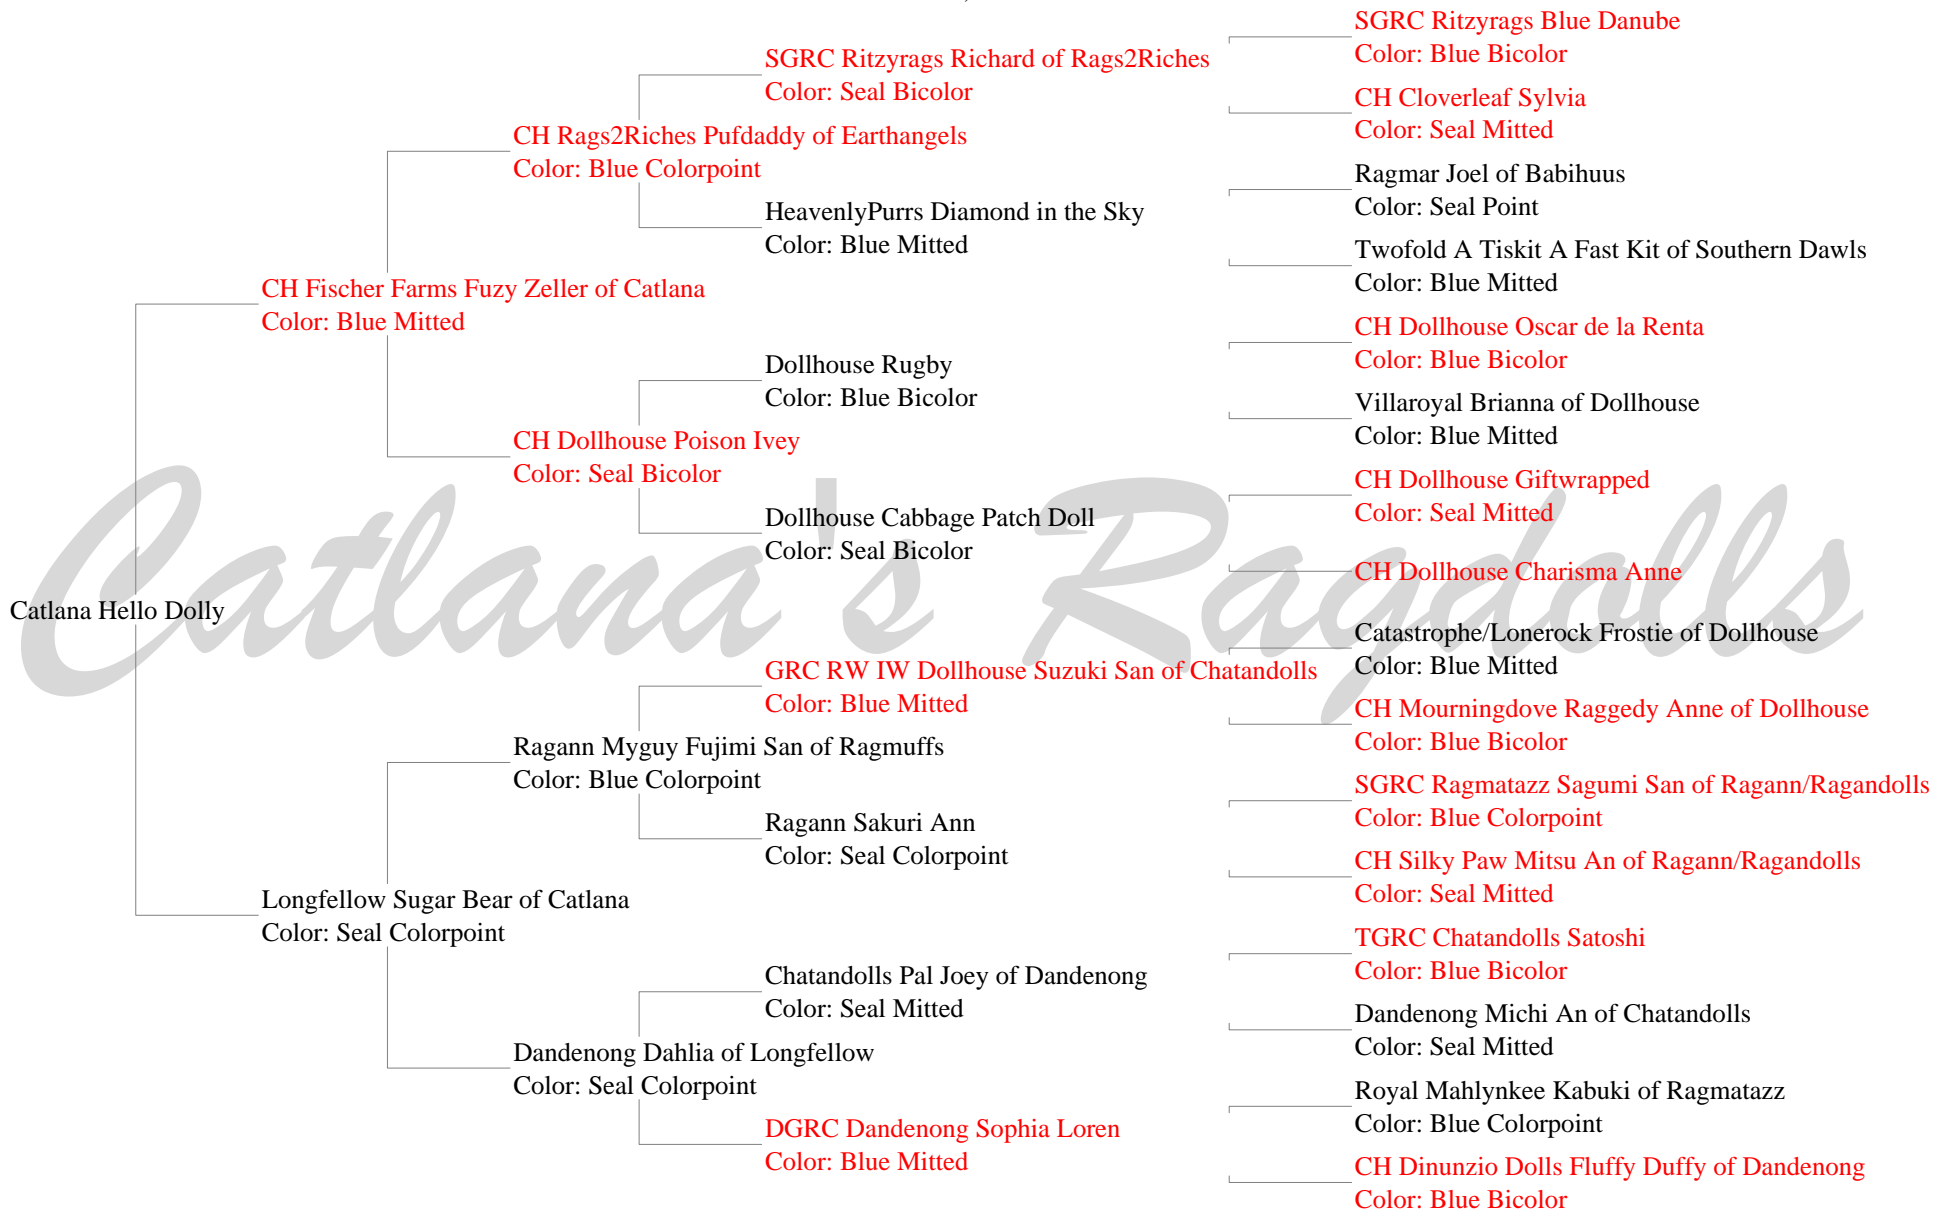 SGRC Ritzyrags Blue Danube
Color: Blue Bicolor
SGRC Ritzyrags Richard of Rags2Riches
Color: Seal Bicolor
CH Cloverleaf Sylvia
Color: Seal Mitted
CH Rags2Riches Pufdaddy of Earthangels
Color: Blue Colorpoint
Ragmar Joel of Babihuus
Color: Seal Point
HeavenlyPurrs Diamond in the Sky
Color: Blue Mitted
Twofold A Tiskit A Fast Kit of Southern Dawls
Color: Blue Mitted
CH Fischer Farms Fuzy Zeller of Catlana
Color: Blue Mitted
CH Dollhouse Oscar de la Renta
Color: Blue Bicolor
Dollhouse Rugby
Color: Blue Bicolor
Villaroyal Brianna of Dollhouse
Color: Blue Mitted
CH Dollhouse Poison Ivey
Color: Seal Bicolor
CH Dollhouse Giftwrapped
Color: Seal Mitted
Dollhouse Cabbage Patch Doll
Color: Seal Bicolor
CH Dollhouse Charisma Anne
Catlana Hello Dolly
Catlana's Ragdolls
Catastrophe/Lonerock Frostie of Dollhouse
Color: Blue Mitted
GRC RW IW Dollhouse Suzuki San of Chatandolls
Color: Blue Mitted
CH Mourningdove Raggedy Anne of Dollhouse
Color: Blue Bicolor
Ragann Myguy Fujimi San of Ragmuffs
Color: Blue Colorpoint
SGRC Ragmatazz Sagumi San of Ragann/Ragandolls
Color: Blue Colorpoint
Ragann Sakuri Ann
Color: Seal Colorpoint
CH Silky Paw Mitsu An of Ragann/Ragandolls
Color: Seal Mitted
Longfellow Sugar Bear of Catlana
Color: Seal Colorpoint
TGRC Chatandolls Satoshi
Color: Blue Bicolor
Chatandolls Pal Joey of Dandenong
Color: Seal Mitted
Dandenong Michi An of Chatandolls
Color: Seal Mitted
Dandenong Dahlia of Longfellow
Color: Seal Colorpoint
Royal Mahlynkee Kabuki of Ragmatazz
Color: Blue Colorpoint
DGRC Dandenong Sophia Loren
Color: Blue Mitted
CH Dinunzio Dolls Fluffy Duffy of Dandenong
Color: Blue Bicolor